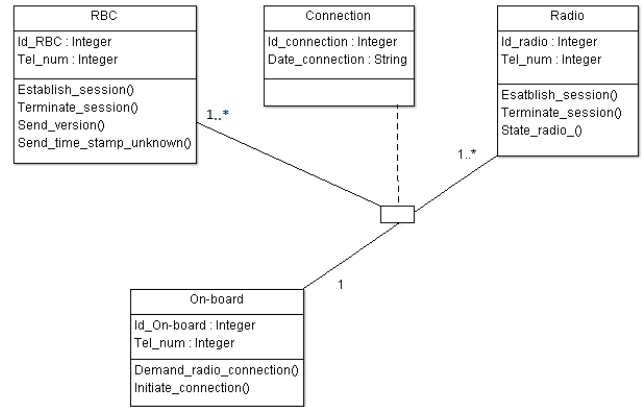 RBC
Id_RBC : Integer
Tel_num : Integer
Establish_session()
Terminate_session()
Send_version()
Send_time_stamp_unknown()
Connection
Id_connection : Integer
Date_connection : String
Radio
Id_radio : Integer
Tel_num : Integer
Esatblish_session()
Terminate_session()
State_radio_()
1..*
1..*
1
On-board
Id_On-board : Integer
Tel_num : Integer
Demand_radio_connection()
Initiate_connection()